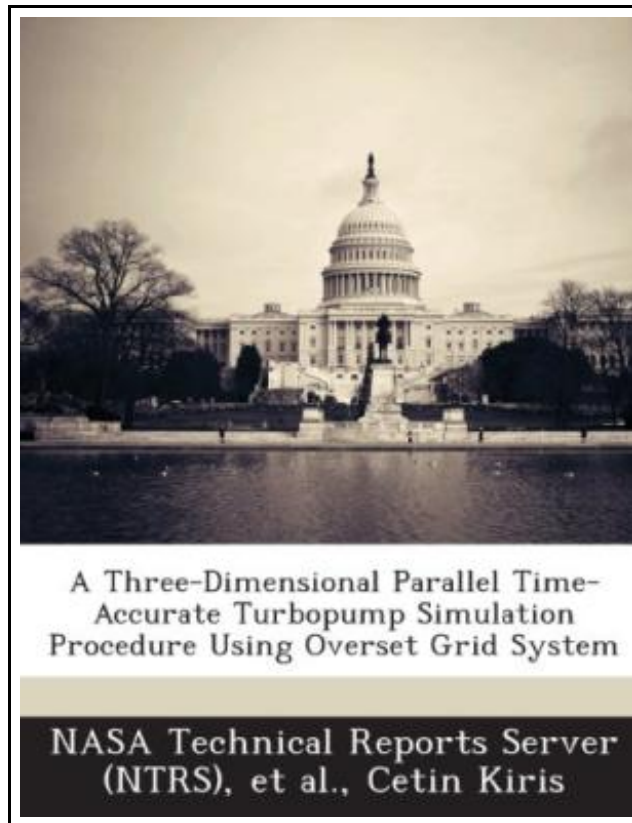 A Three-Dimensional Parallel Time-
Accurate Turbopump Simulation
Procedure Using Overset Grid System
NASA Technical Reports Server
(NTRS), et al., Cetin Kiris